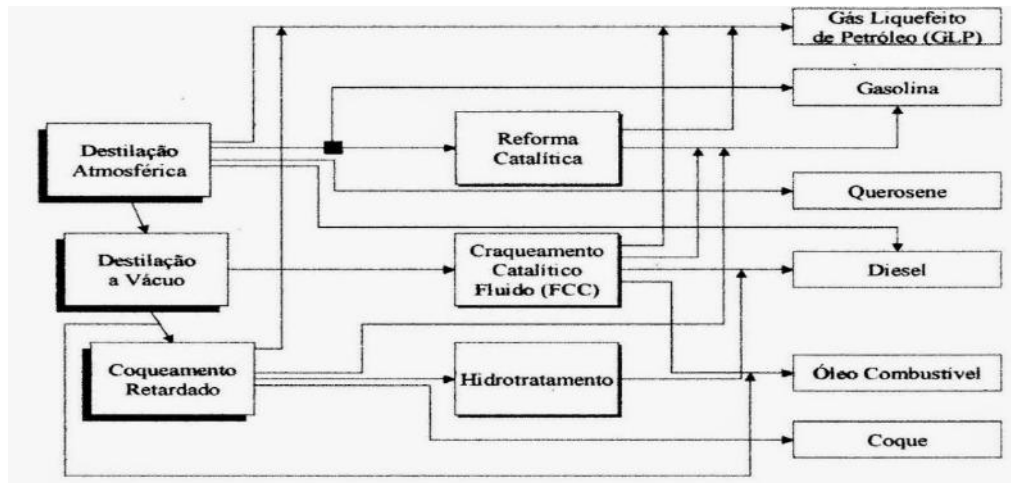 Gás Liquefeito
de Petróleo (GLP)
Gasolina
Destilação
Atmosférica
Reforma
Catalítica
Querosene
Destilação
a Vácuo
Craqueamento
Catalítico
Fluido (FCC)
Diesel
Coqueamento
Retardado
Hidrotratamento
Óleo Combustível
Coque